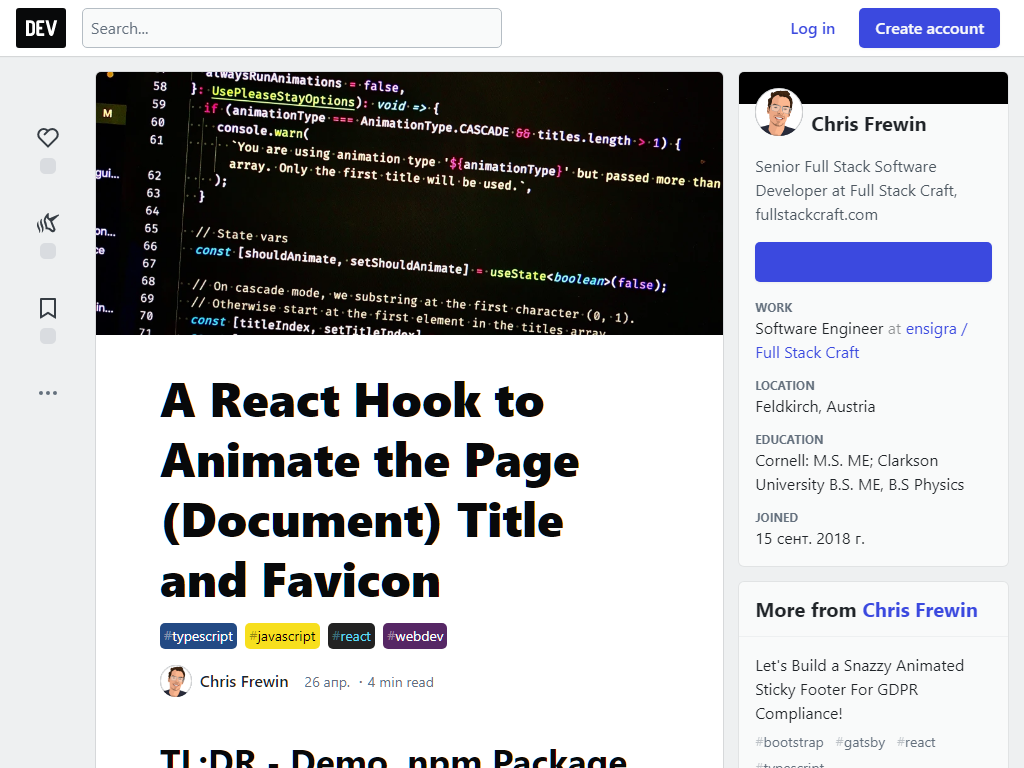 DEV
Search...
Log in
Create account
alwaysRunAnimations = false,
58 }: UsePleaseStayOptions): void => {
59 if (animationType === AnimationType.CASCADE && titles.length > 1) {
60 console.warn(
61 `You are using animation type '${animationType}' but passed more than
array. Only the first title will be used.`,
62 );
63 }
64
65 // State vars
66 const [shouldAnimate, setShouldAnimate] = useState<boolean>(false);
67
68 // On cascade mode, we substring at the first character (0, 1).
69 // Otherwise start at the first element in the titles array
70 const [titleIndex, setTitleIndex]
71
M
gui...
on...
ce
in...
A React Hook to
Animate the Page
(Document) Title
and Favicon
#typescript #javascript #react #webdev
Chris Frewin 26 апр. · 4 min read
TL;DR - Demo, npm Package
Chris Frewin
Senior Full Stack Software
Developer at Full Stack Craft,
fullstackcraft.com
WORK
Software Engineer at ensigra /
Full Stack Craft
LOCATION
Feldkirch, Austria
EDUCATION
Cornell: M.S. ME; Clarkson
University B.S. ME, B.S Physics
JOINED
15 сент. 2018 г.
More from Chris Frewin
Let's Build a Snazzy Animated
Sticky Footer For GDPR
Compliance!
#bootstrap #gatsby #react
#typescript